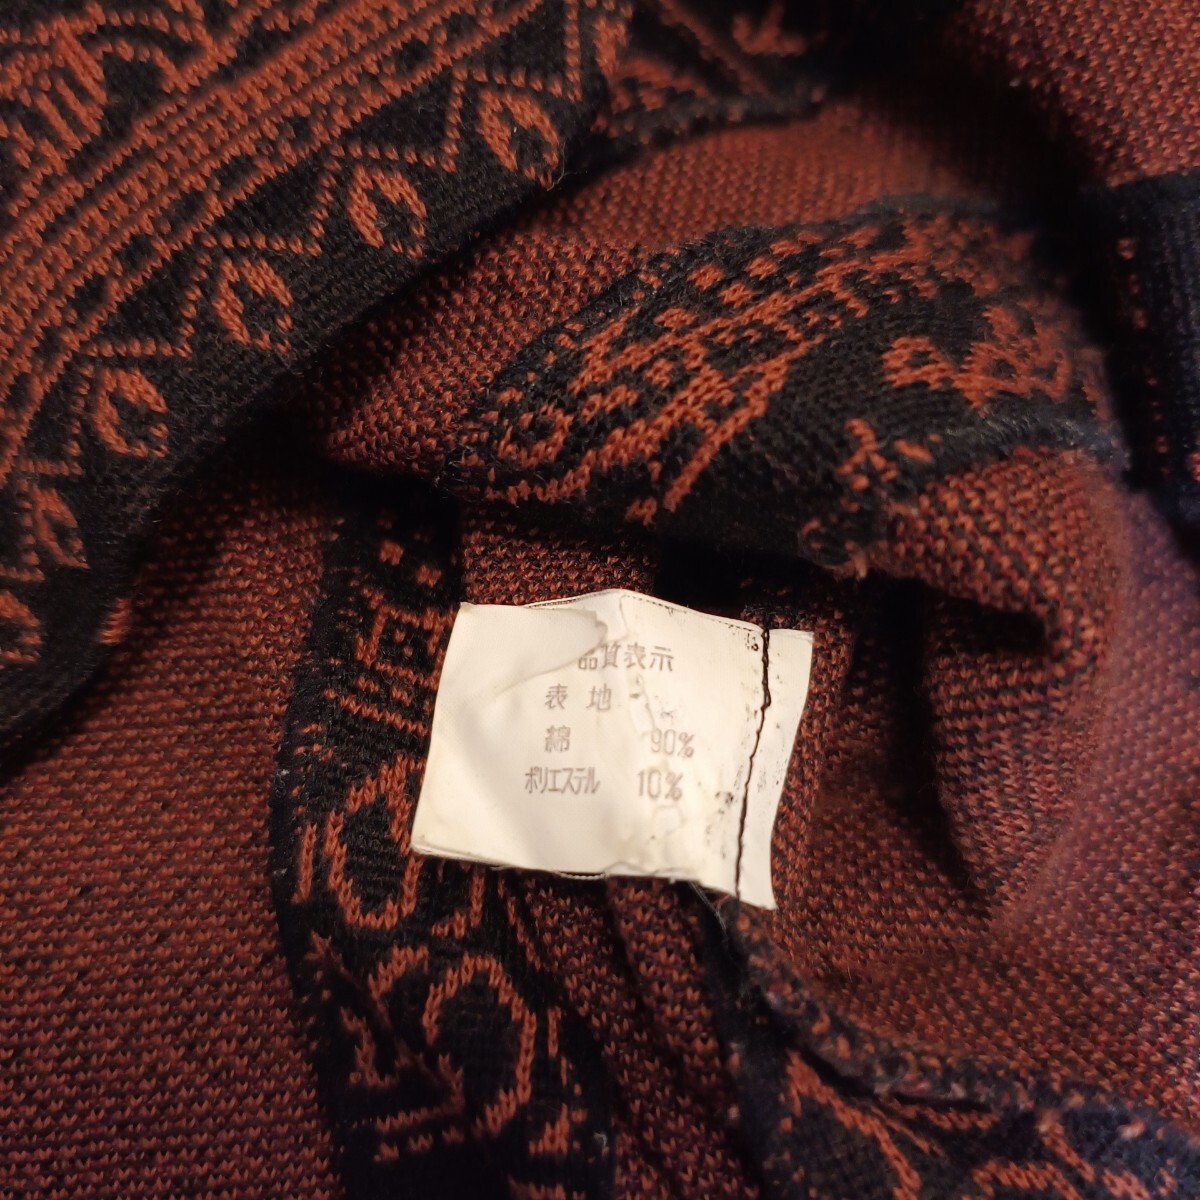 品質表示
表地
綿 90%
ポリエステル 10%